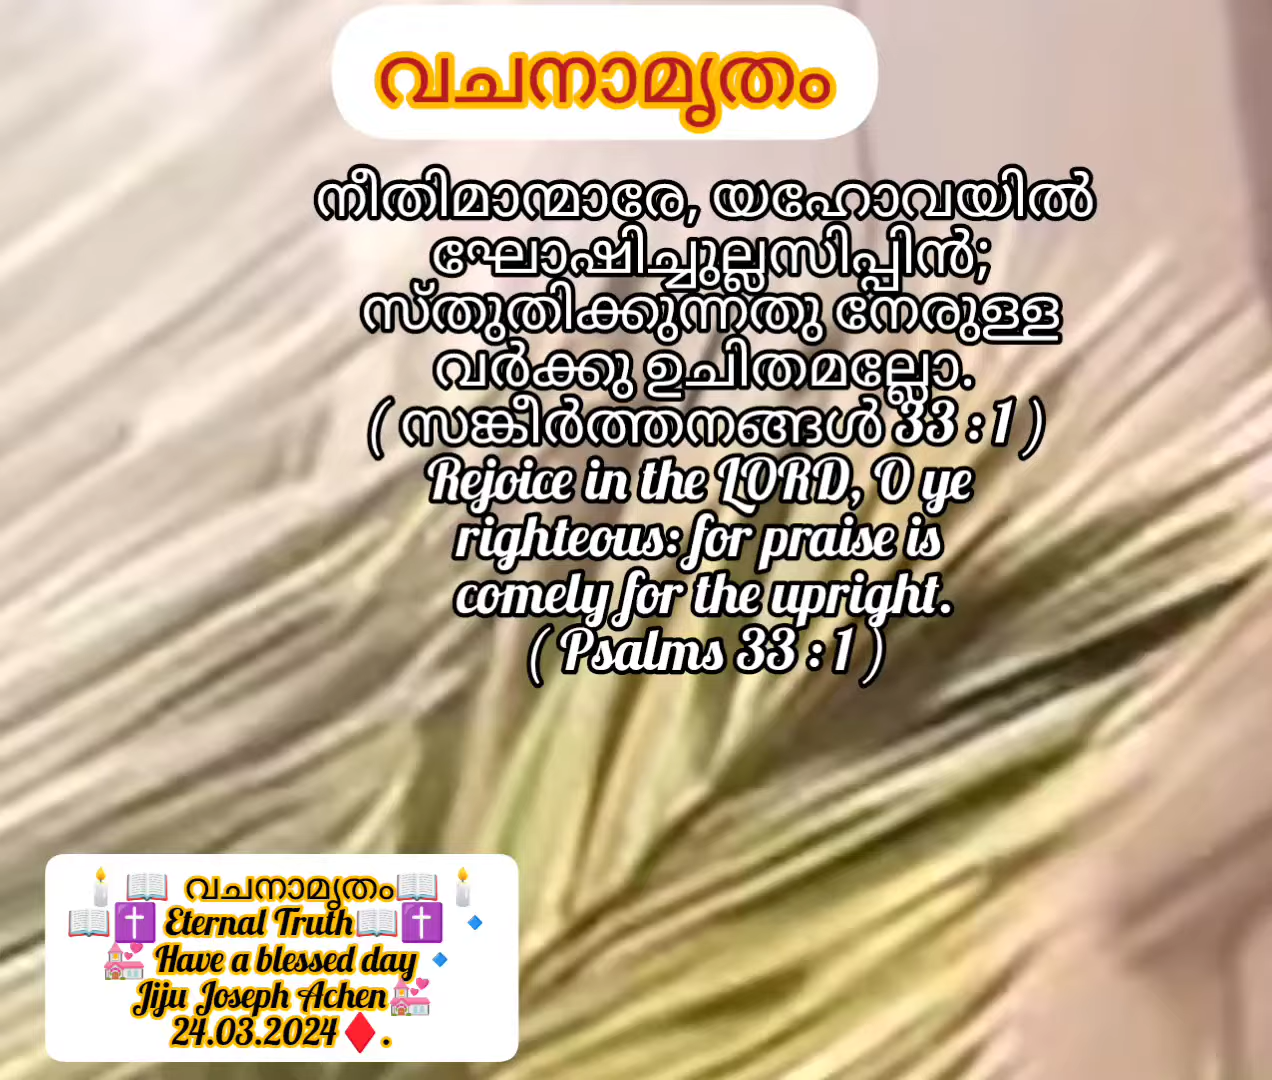 വചനാമൃതം
നീതിമാന്മാരേ, യഹോവയിൽ
ഘോഷിച്ചുല്ലസിപ്പിൻ;
സ്തുതിക്കുന്നതു നേരുള്ള
വർക്കു ഉചിതമല്ലോ.
( സങ്കീർത്തനങ്ങൾ 33 : 1 )
Rejoice in the LORD, O ye
righteous: for praise is
comely for the upright.
( Psalms 33 : 1 )
🕯️📖 വചനാമൃതം📖🕯️
📖✝️ Eternal Truth📖✝️ 🔹
💒 Have a blessed day 🔹
Jiju Joseph Achen💒
24.03.2024♦️.